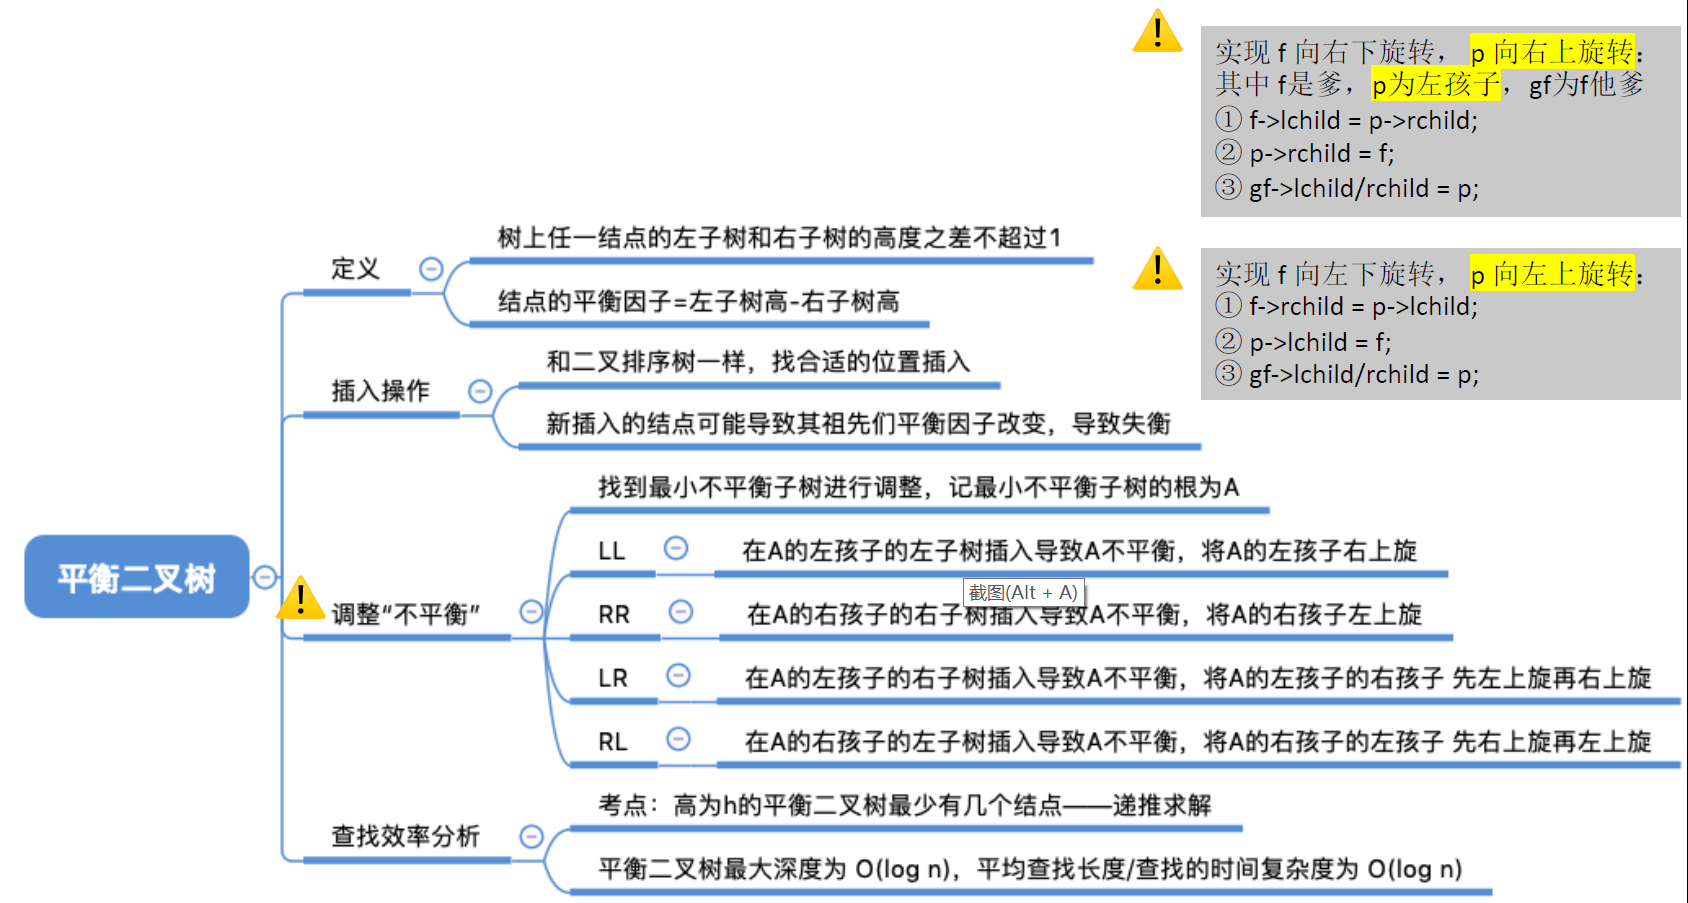 实现 f 向右下旋转， p 向右上旋转：
其中 f是爹，p为左孩子，gf为f他爹
① f->lchild = p->rchild;
② p->rchild = f;
③ gf->lchild/rchild = p;
实现 f 向左下旋转， p 向左上旋转：
① f->rchild = p->lchild;
② p->lchild = f;
③ gf->lchild/rchild = p;
平衡二叉树
定义
树上任一结点的左子树和右子树的高度之差不超过1
结点的平衡因子=左子树高-右子树高
插入操作
和二叉排序树一样，找合适的位置插入
新插入的结点可能导致其祖先们平衡因子改变，导致失衡
调整“不平衡”
找到最小不平衡子树进行调整，记最小不平衡子树的根为A
LL
在A的左孩子的左子树插入导致A不平衡，将A的左孩子右上旋
截图(Alt + A)
RR
在A的右孩子的右子树插入导致A不平衡，将A的右孩子左上旋
LR
在A的左孩子的右子树插入导致A不平衡，将A的左孩子的右孩子 先左上旋再右上旋
RL
在A的右孩子的左子树插入导致A不平衡，将A的右孩子的左孩子 先右上旋再左上旋
查找效率分析
考点：高为h的平衡二叉树最少有几个结点——递推求解
平衡二叉树最大深度为 O(log n)，平均查找长度/查找的时间复杂度为 O(log n)